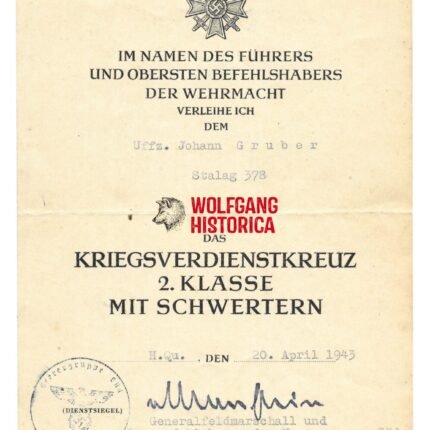 IM NAMEN DES FÜHRERS
UND OBERSTEN BEFEHLSHABERS
DER WEHRMACHT
VERLEIHE ICH
DEM
Uffz. Johann Gruber
Stalag 378
WOLFGANG
HISTORICA
DAS
KRIEGSVERDIENSTKREUZ
2. KLASSE
MIT SCHWERTERN
H.Qu. , DEN 20. April 1943
(DIENSTSIEGEL)
Generalfeldmarschall und